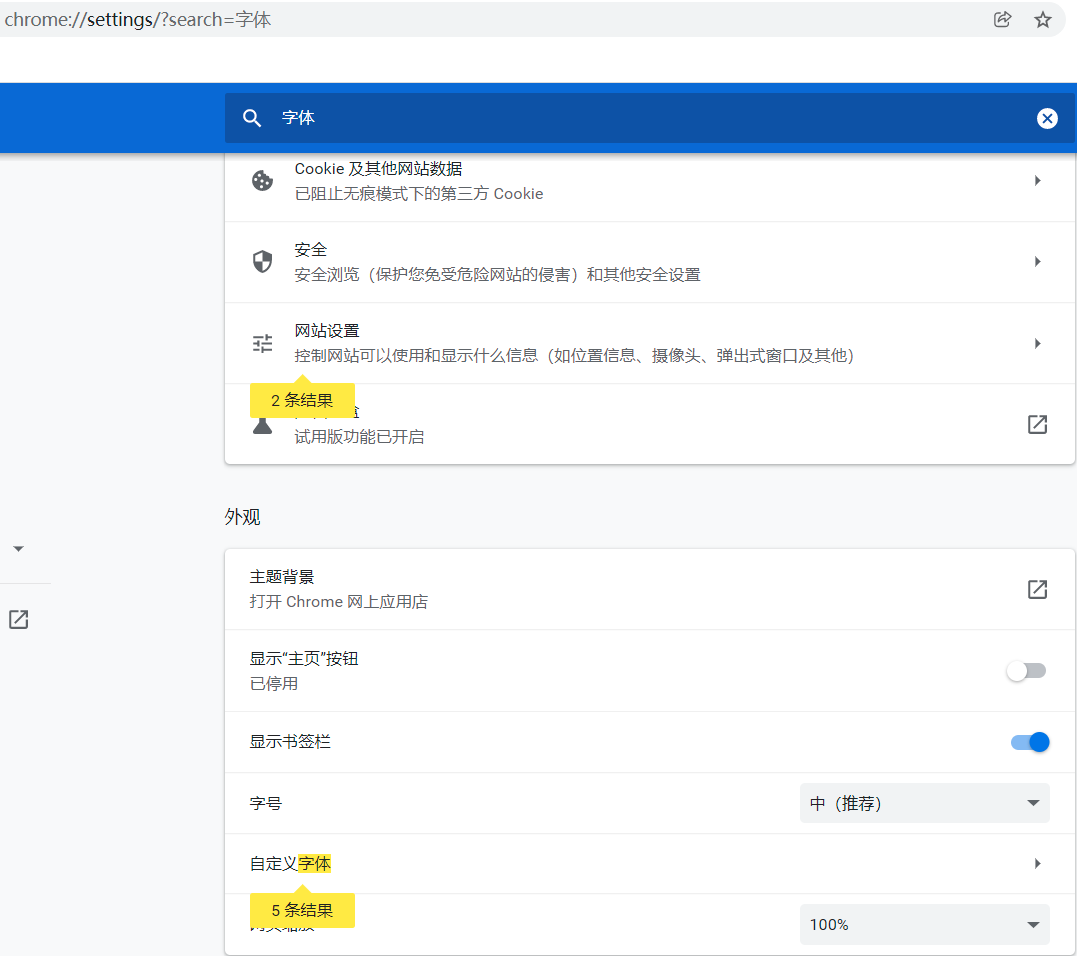 chrome://settings/?search=字体
字体
Cookie 及其他网站数据
已阻止无痕模式下的第三方 Cookie
安全
安全浏览（保护您免受危险网站的侵害）和其他安全设置
网站设置
控制网站可以使用和显示什么信息（如位置信息、摄像头、弹出式窗口及其他）
2 条结果
试用版功能已开启
外观
主题背景
打开 Chrome 网上应用店
显示“主页”按钮
已停用
显示书签栏
字号
中（推荐）
自定义字体
5 条结果
100%